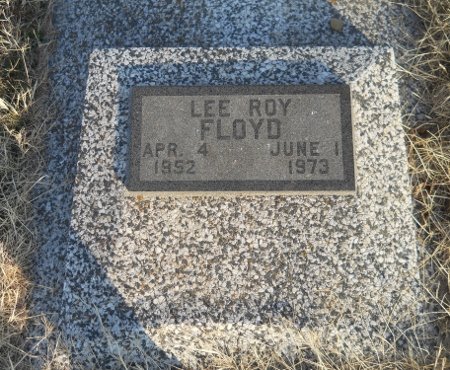 LEE ROY
FLOYD
APR. 4 JUNE 1
1952 1973